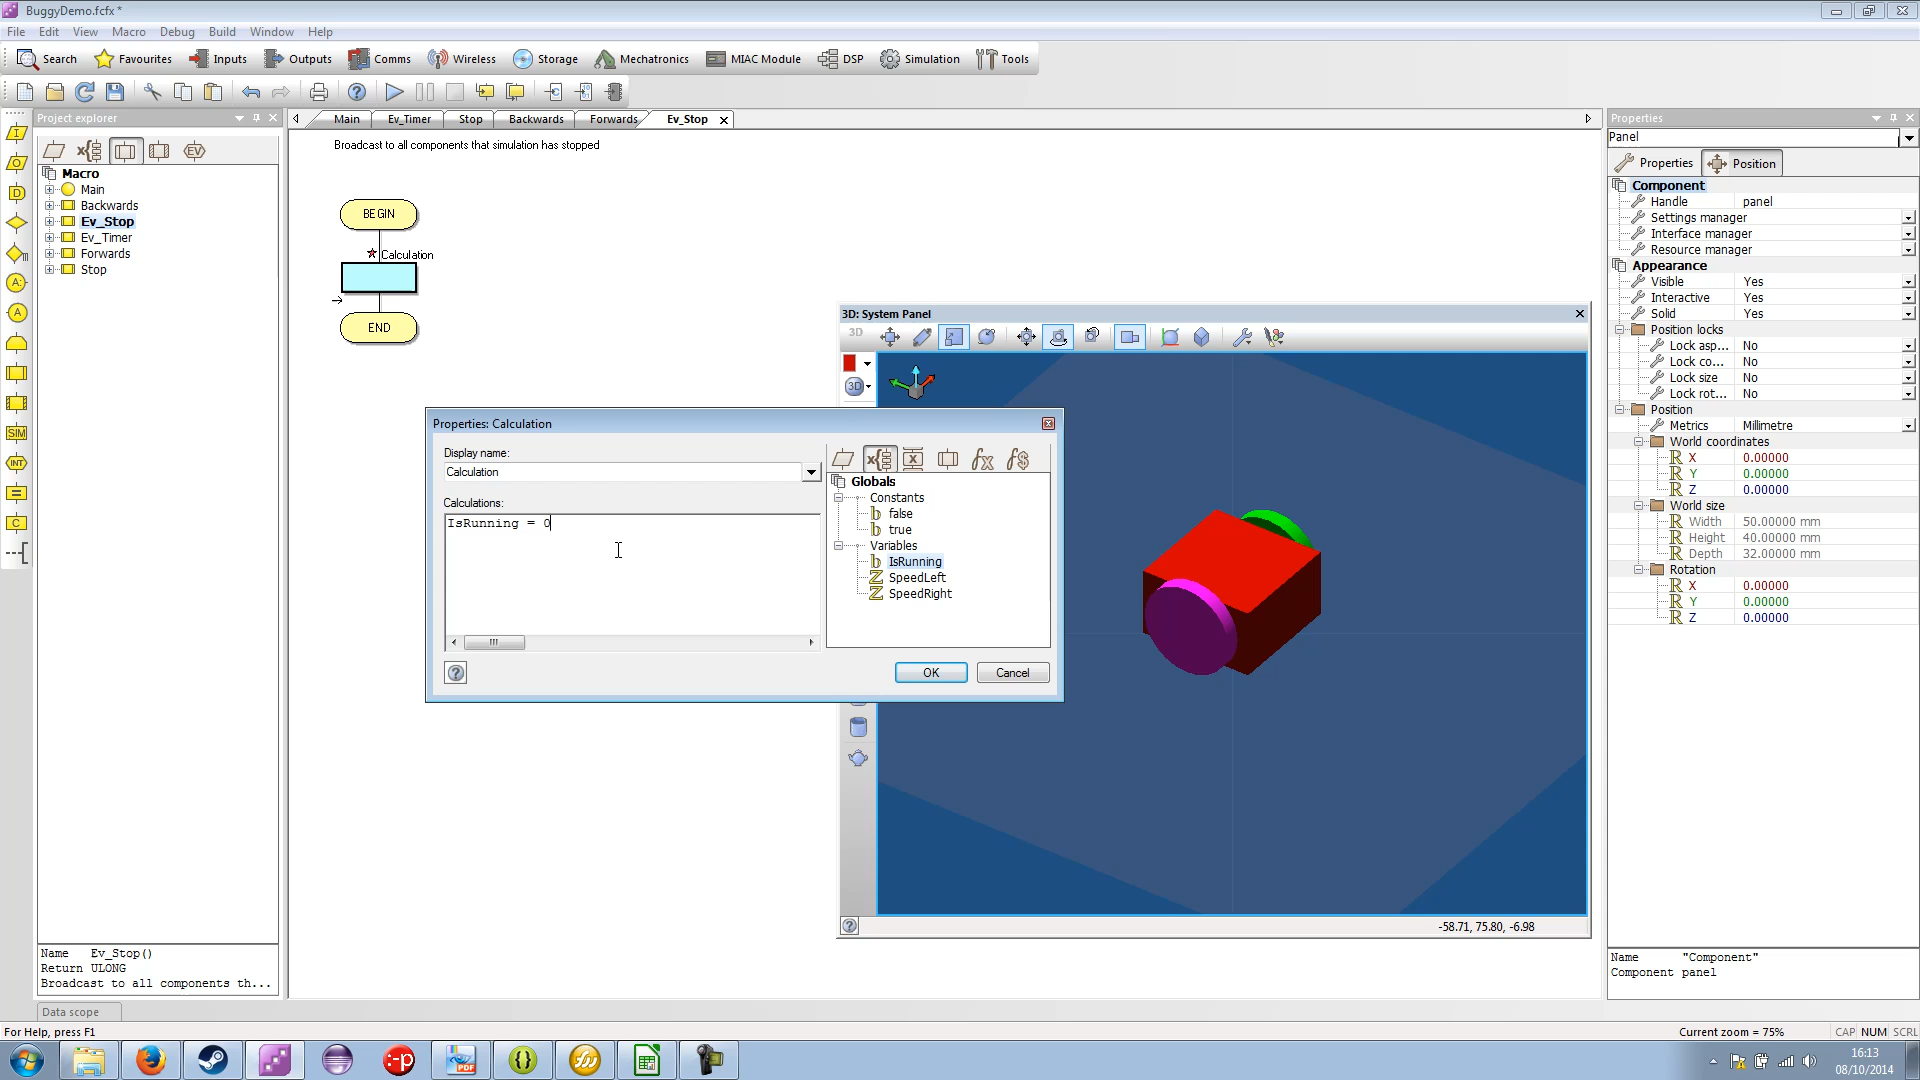 BuggyDemo.fcfx *
File Edit View Macro Debug Build Window Help
Search Favourites Inputs Outputs Comms Wireless Storage Mechatronics MIAC Module DSP Simulation Tools
Project explorer
Macro
Main
Backwards
Ev_Stop
Ev_Timer
Forwards
Stop
Name Ev_Stop()
Return ULONG
Broadcast to all components th...
Data scope
Main Ev_Timer Stop Backwards Forwards Ev_Stop
Broadcast to all components that simulation has stopped
BEGIN
Calculation
END
3D: System Panel
3D
3D
-58.71, 75.80, -6.98
Properties: Calculation
Display name:
Calculation
Calculations:
IsRunning = 0
Globals
Constants
false
true
Variables
IsRunning
SpeedLeft
SpeedRight
OK Cancel
Properties
Panel
Properties Position
Component
Handle panel
Settings manager
Interface manager
Resource manager
Appearance
Visible Yes
Interactive Yes
Solid Yes
Position locks
Lock asp... No
Lock co... No
Lock size No
Lock rot... No
Position
Metrics Millimetre
World coordinates
X 0.00000
Y 0.00000
Z 0.00000
World size
Width 50.00000 mm
Height 40.00000 mm
Depth 32.00000 mm
Rotation
X 0.00000
Y 0.00000
Z 0.00000
Name "Component"
Component panel
For Help, press F1
Current zoom = 75%
CAP NUM SCRL
16:13
08/10/2014